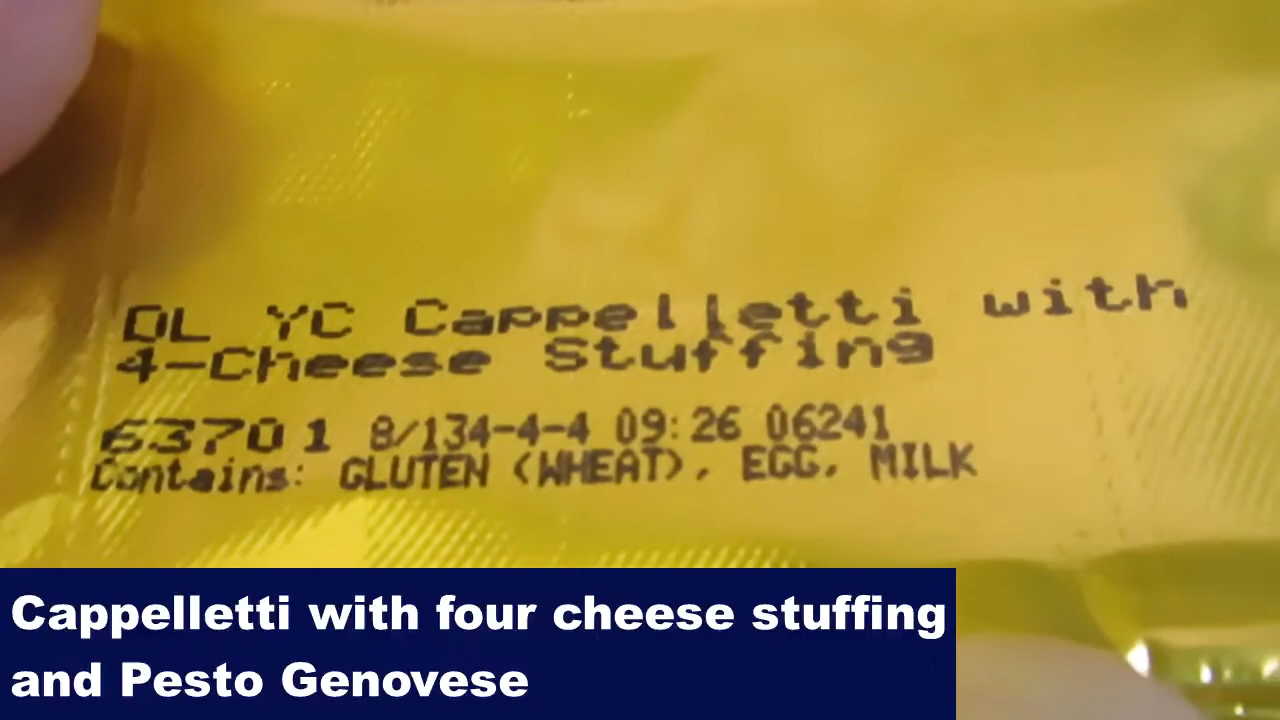 DL YC Cappelletti with
4-Cheese Stuffing
63701 8/134-4-4 09:26 06241
Contains: GLUTEN (WHEAT), EGG, MILK
Cappelletti with four cheese stuffing
and Pesto Genovese